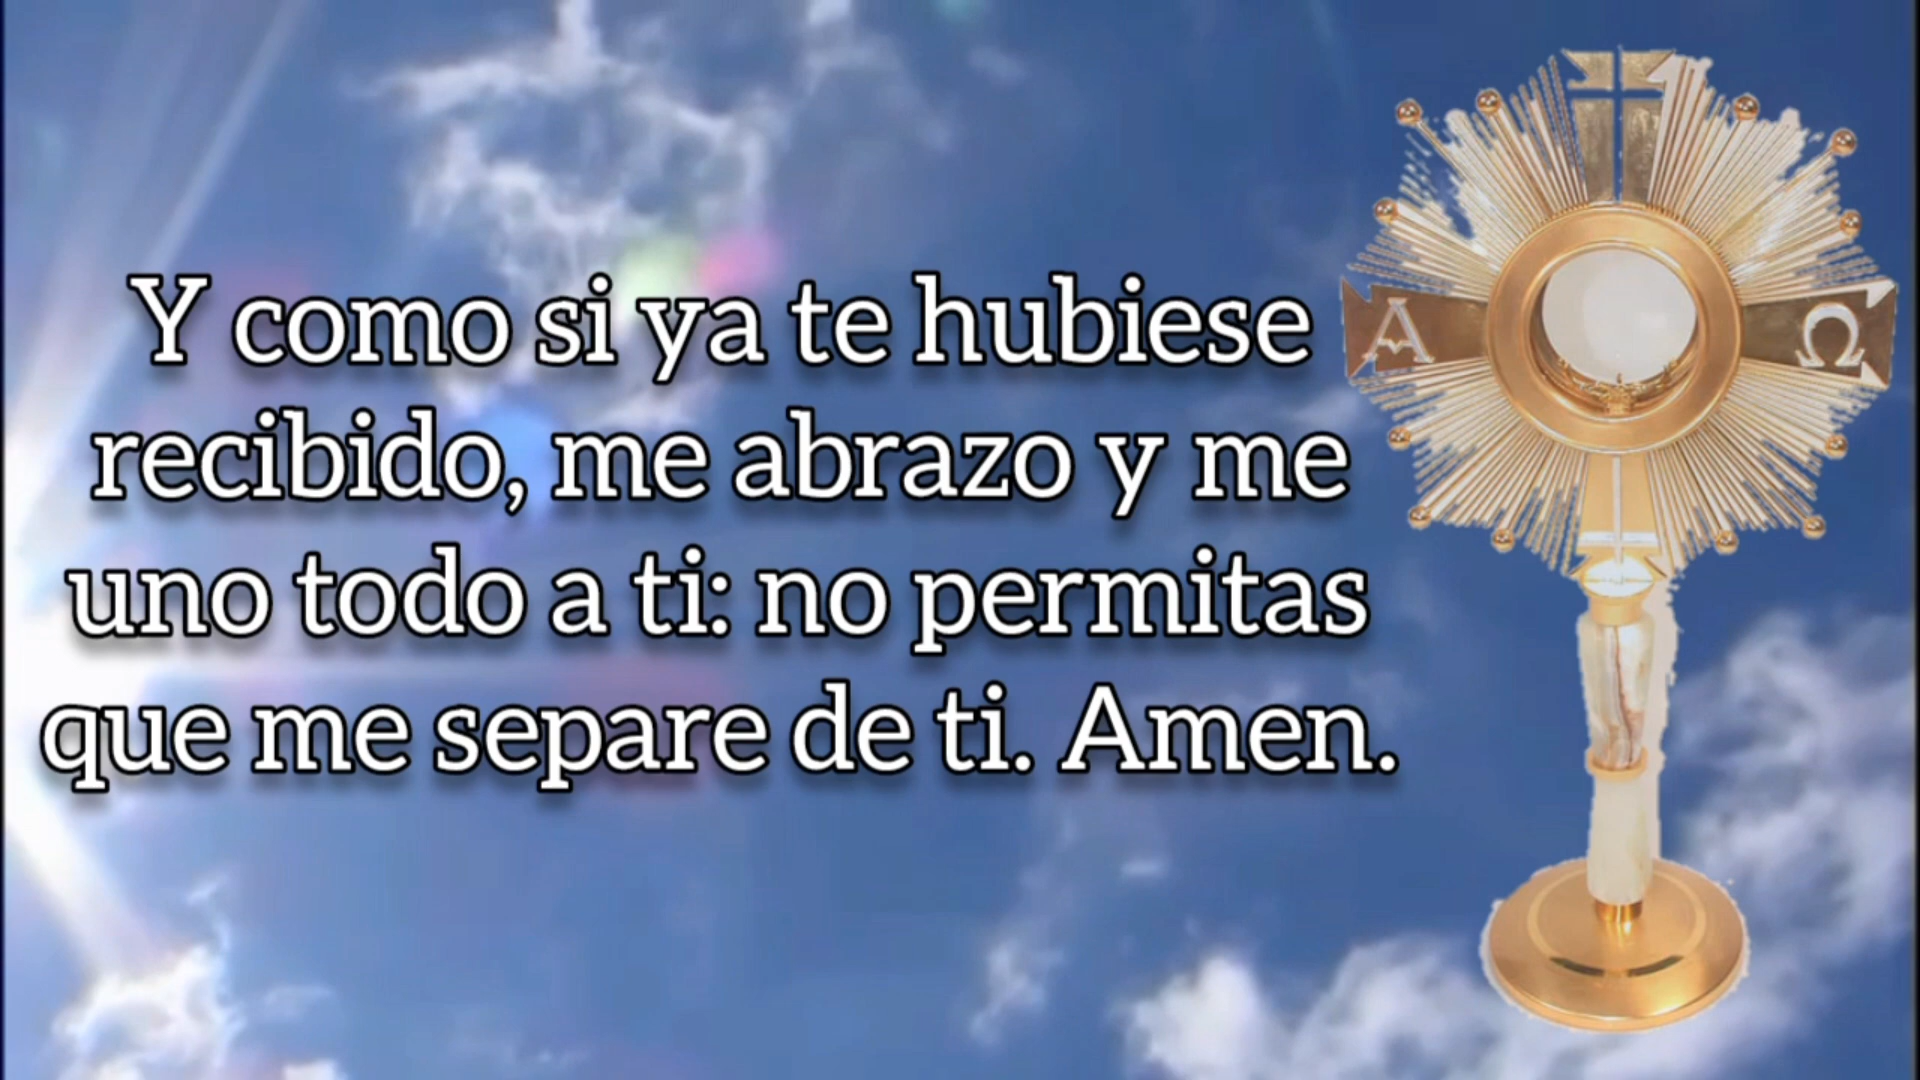 Y como si ya te hubiese
recibido, me abrazo y me
uno todo a ti: no permitas
que me separe de ti. Amen.
Α Ω